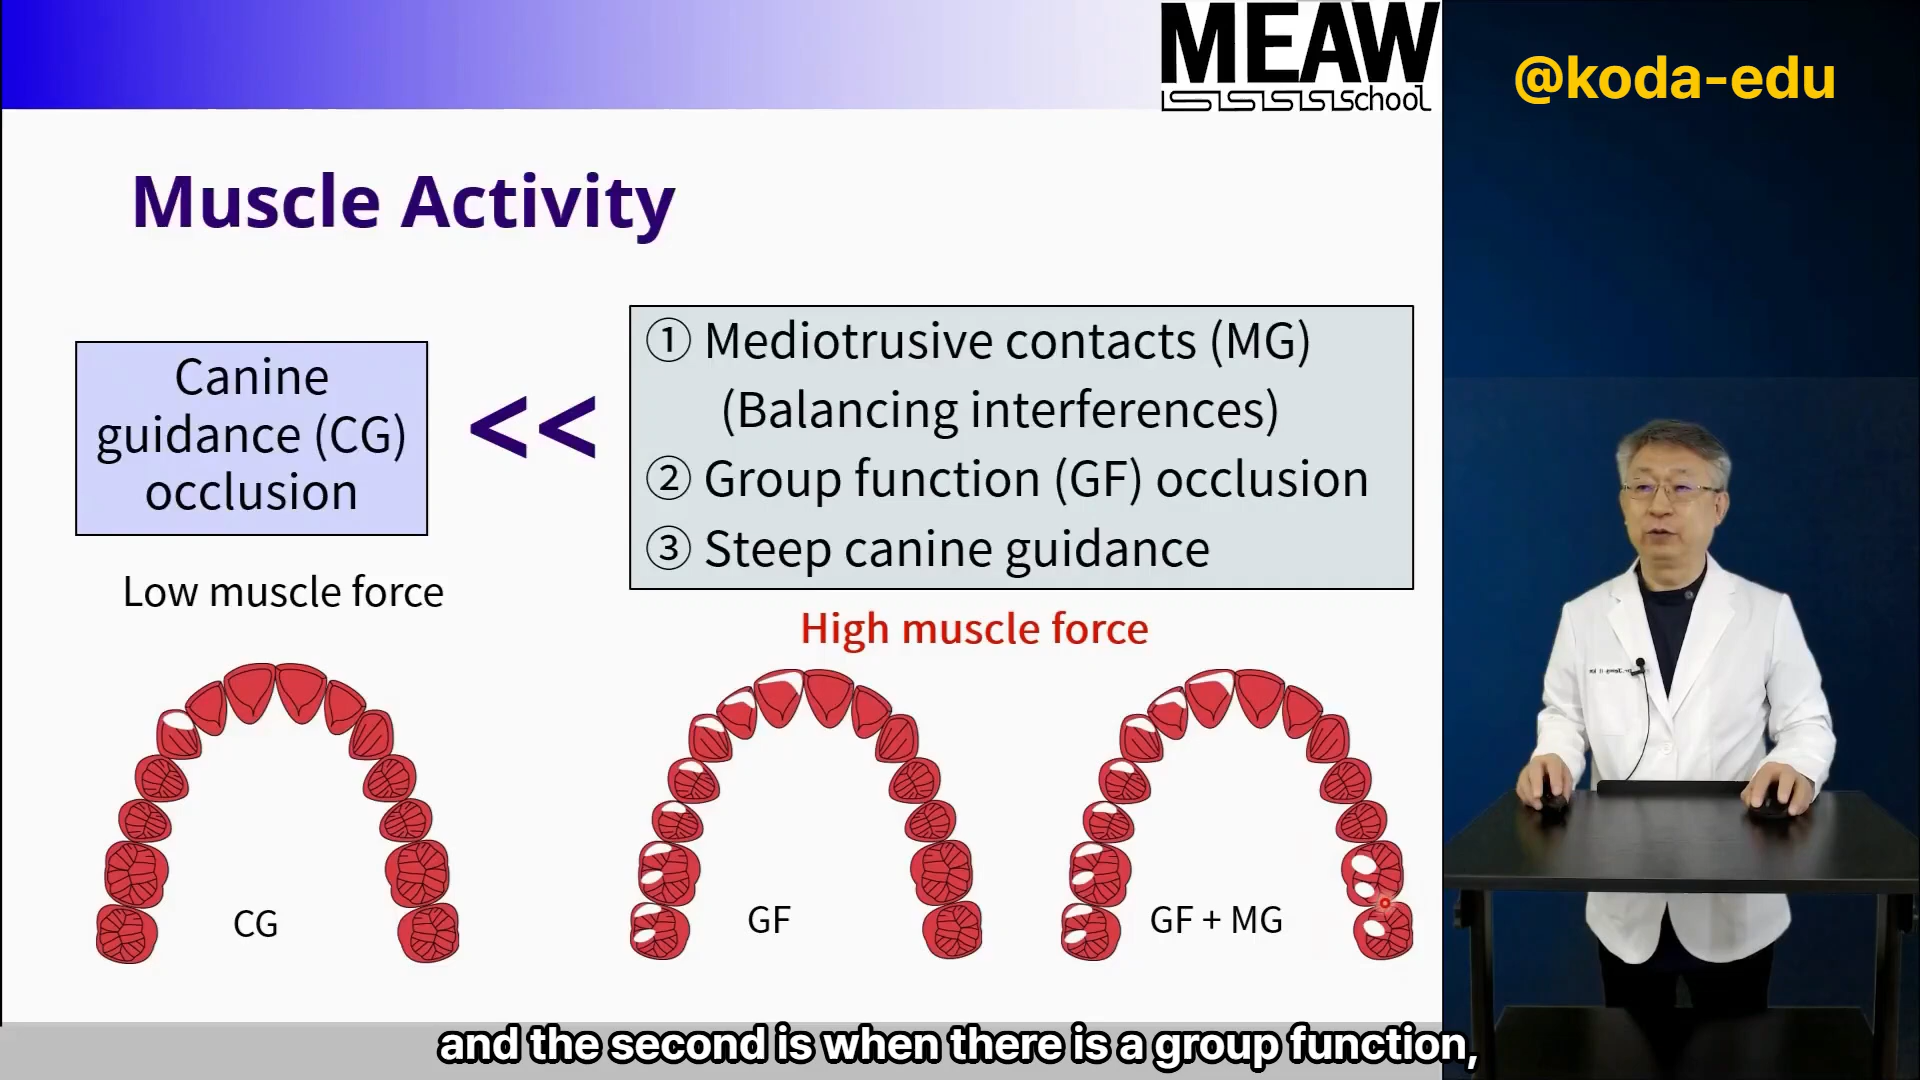 MEAW
school
@koda-edu
Muscle Activity
Canine
guidance (CG)
occlusion
<<
① Mediotrusive contacts (MG)
(Balancing interferences)
② Group function (GF) occlusion
③ Steep canine guidance
Low muscle force
High muscle force
CG
GF
GF + MG
and the second is when there is a group function,